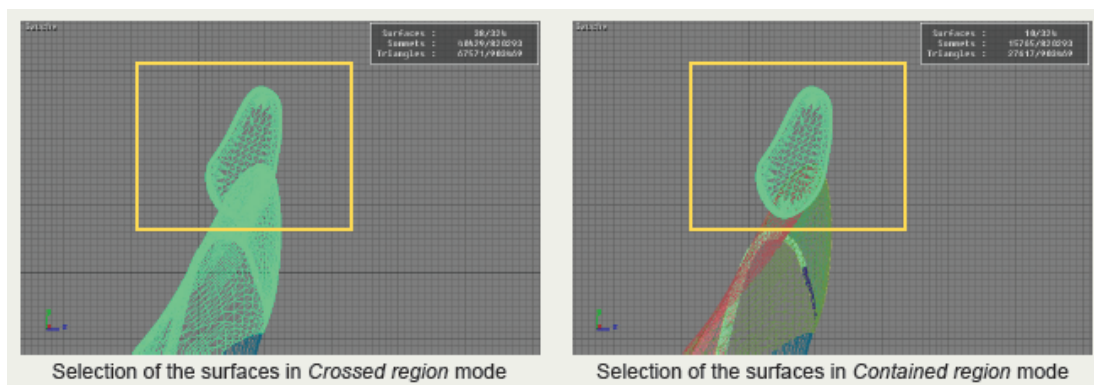 Surfaces :
Sommets :
Triangles :
Surfaces :
Sommets :
Triangles :
Selection of the surfaces in Crossed region mode
Selection of the surfaces in Contained region mode